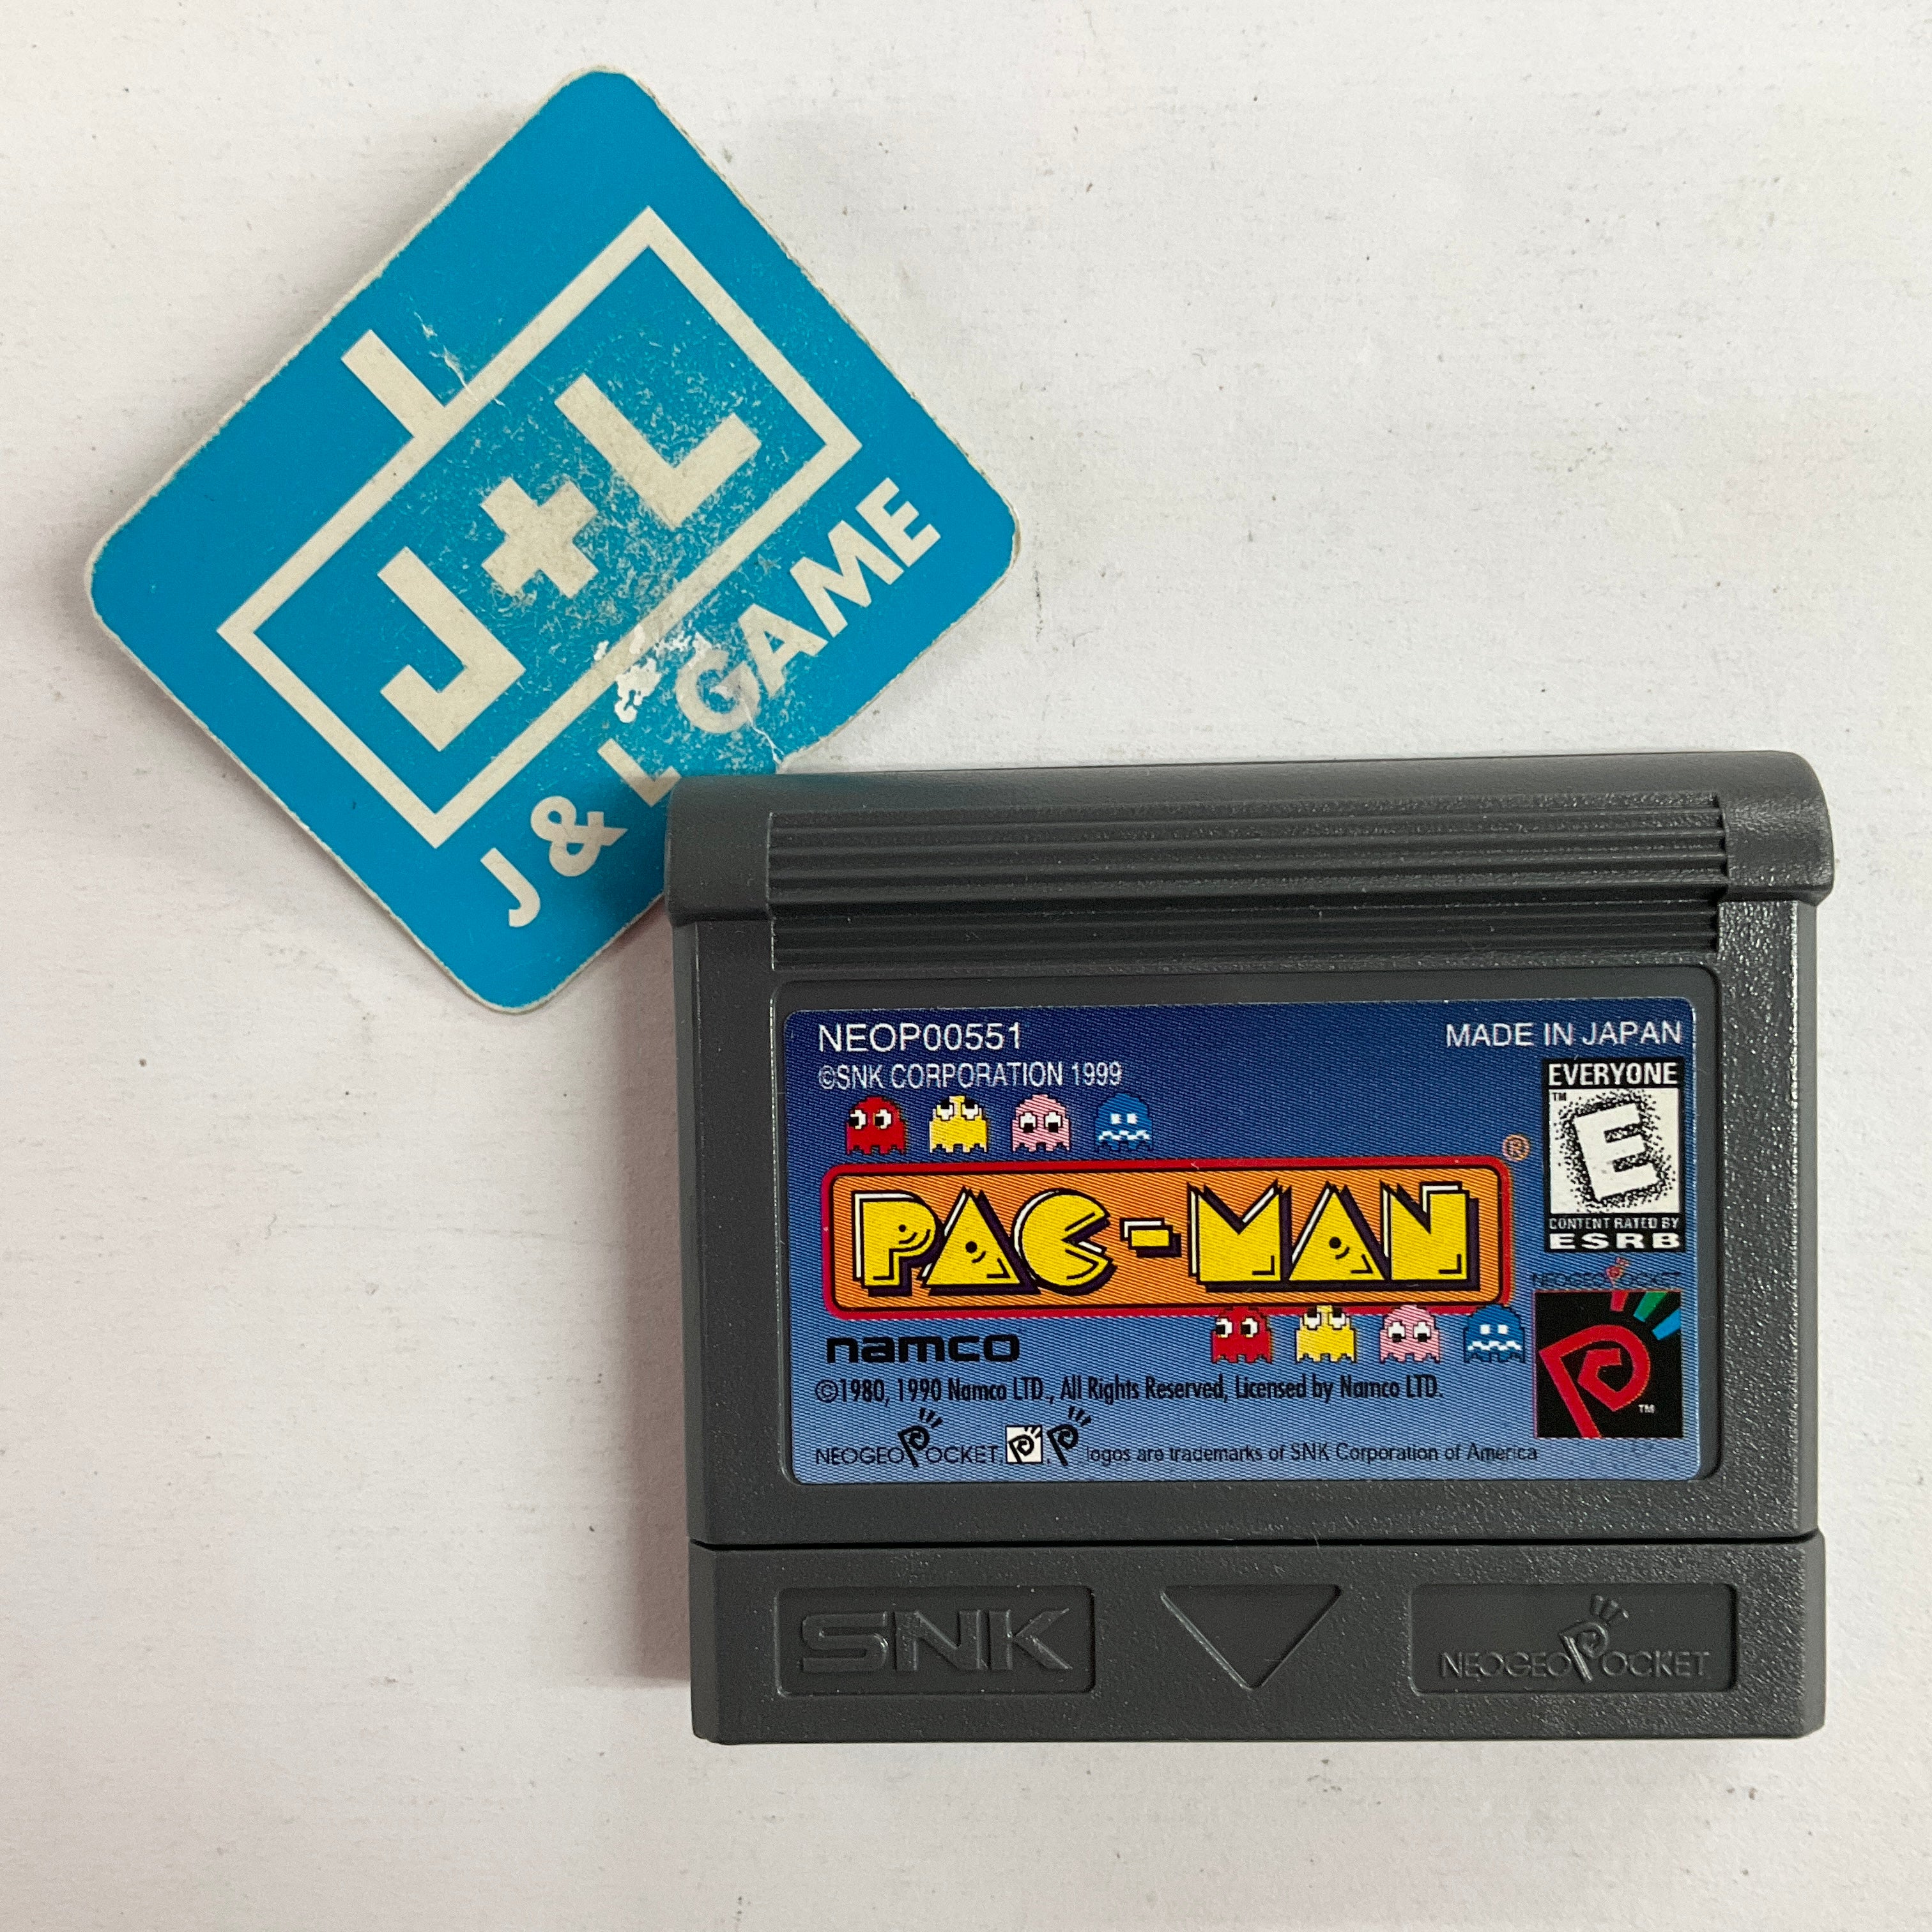 J+L
J & L GAME
NEOP00551
MADE IN JAPAN
©SNK CORPORATION 1999
EVERYONE
TM
E
CONTENT RATED BY
ESRB
PAC-MAN®
NEOGEO POCKET
TM
namco
©1980, 1990 Namco LTD., All Rights Reserved, Licensed by Namco LTD.
NEOGEO POCKET, P, P logos are trademarks of SNK Corporation of America
SNK
NEOGEO POCKET